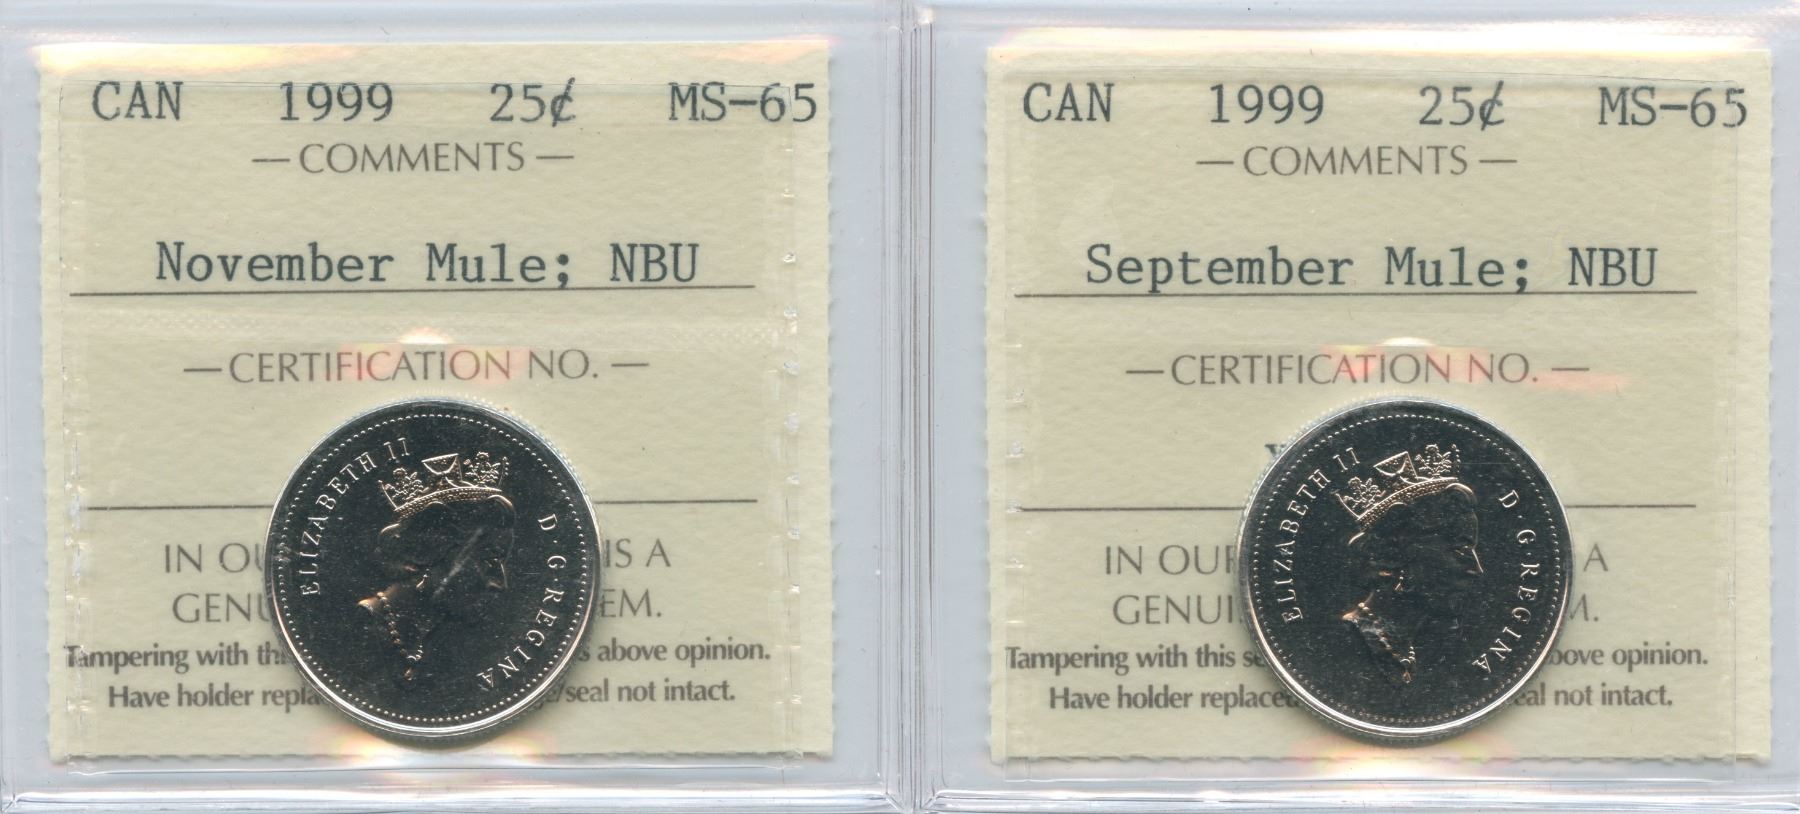 CAN 1999 25¢ MS-65
— COMMENTS —
November Mule; NBU
— CERTIFICATION NO. —
ELIZABETH II D·G·REGINA
IN OU IS A
GENU EM.
Tampering with th s above opinion.
Have holder repla /seal not intact.
CAN 1999 25¢ MS-65
— COMMENTS —
September Mule; NBU
— CERTIFICATION NO. —
ELIZABETH II D·G·REGINA
IN OUR A
GENUI M.
Tampering with this se bove opinion.
Have holder replaced eal not intact.